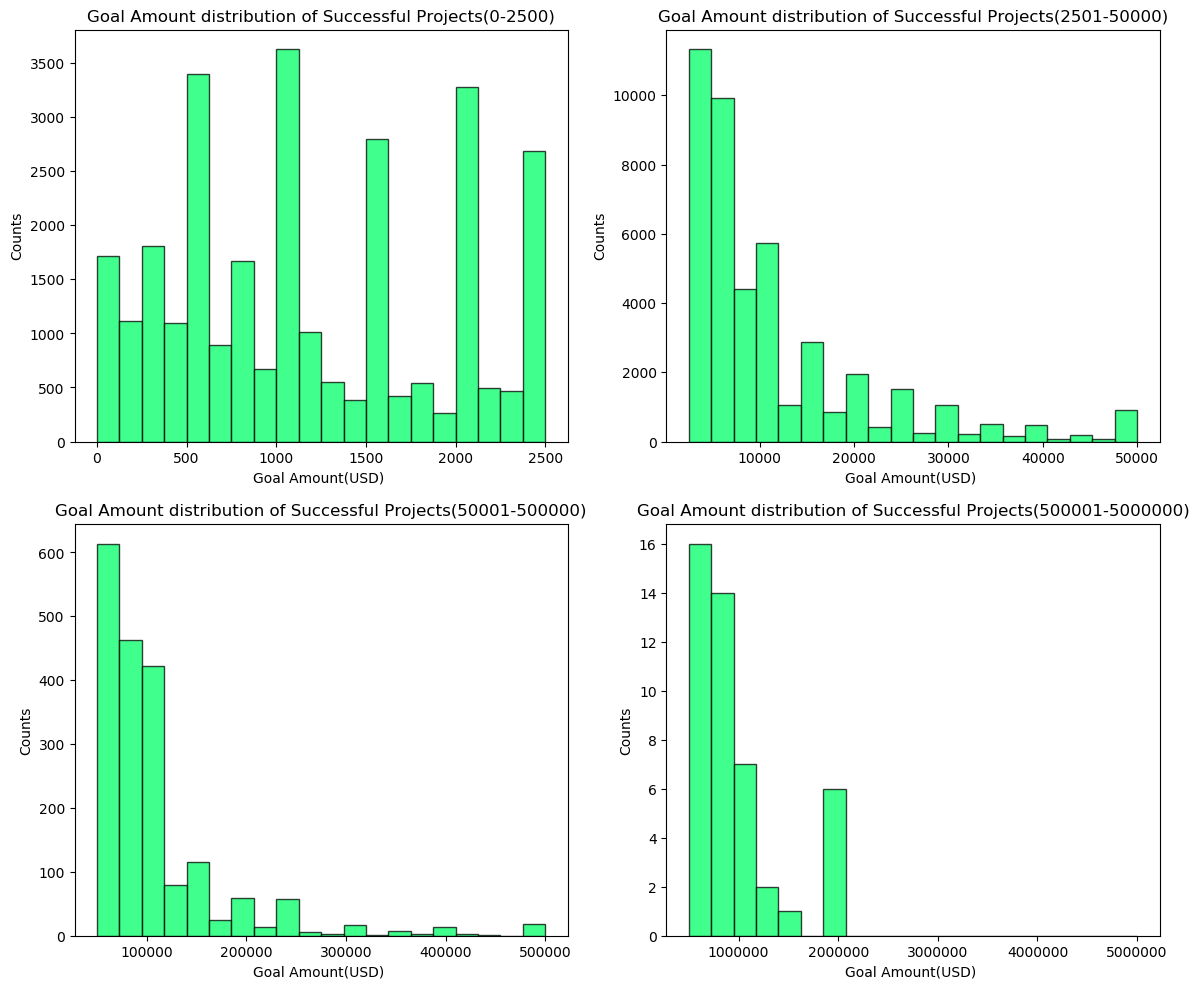 Goal Amount distribution of Successful Projects(0-2500)
3500
3000
2500
2000
1500
1000
500
0
Counts
0 500 1000 1500 2000 2500
Goal Amount(USD)
Goal Amount distribution of Successful Projects(2501-50000)
10000
8000
6000
4000
2000
0
Counts
10000 20000 30000 40000 50000
Goal Amount(USD)
Goal Amount distribution of Successful Projects(50001-500000)
600
500
400
300
200
100
0
Counts
100000 200000 300000 400000 500000
Goal Amount(USD)
Goal Amount distribution of Successful Projects(500001-5000000)
16
14
12
10
8
6
4
2
0
Counts
1000000 2000000 3000000 4000000 5000000
Goal Amount(USD)